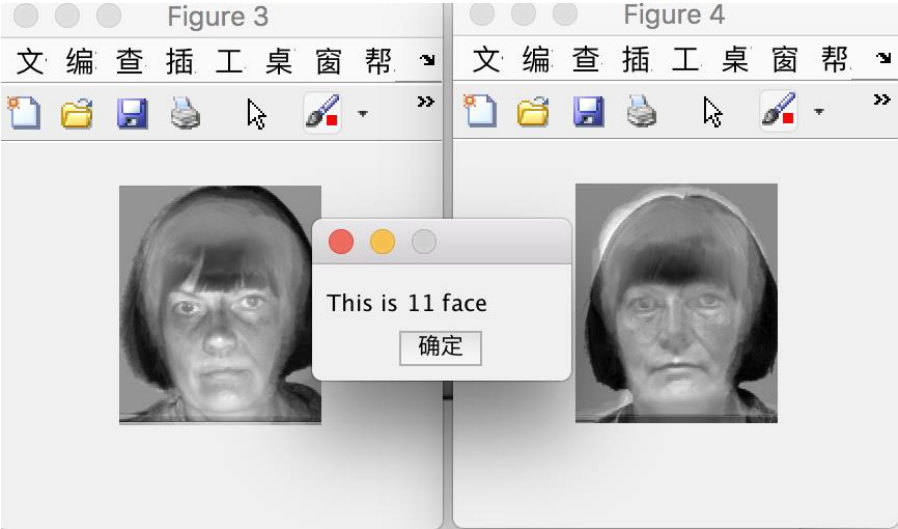 Figure 3
文 编 查 插 工 桌 窗 帮
Figure 4
文 编 查 插 工 桌 窗 帮
This is 11 face
确定